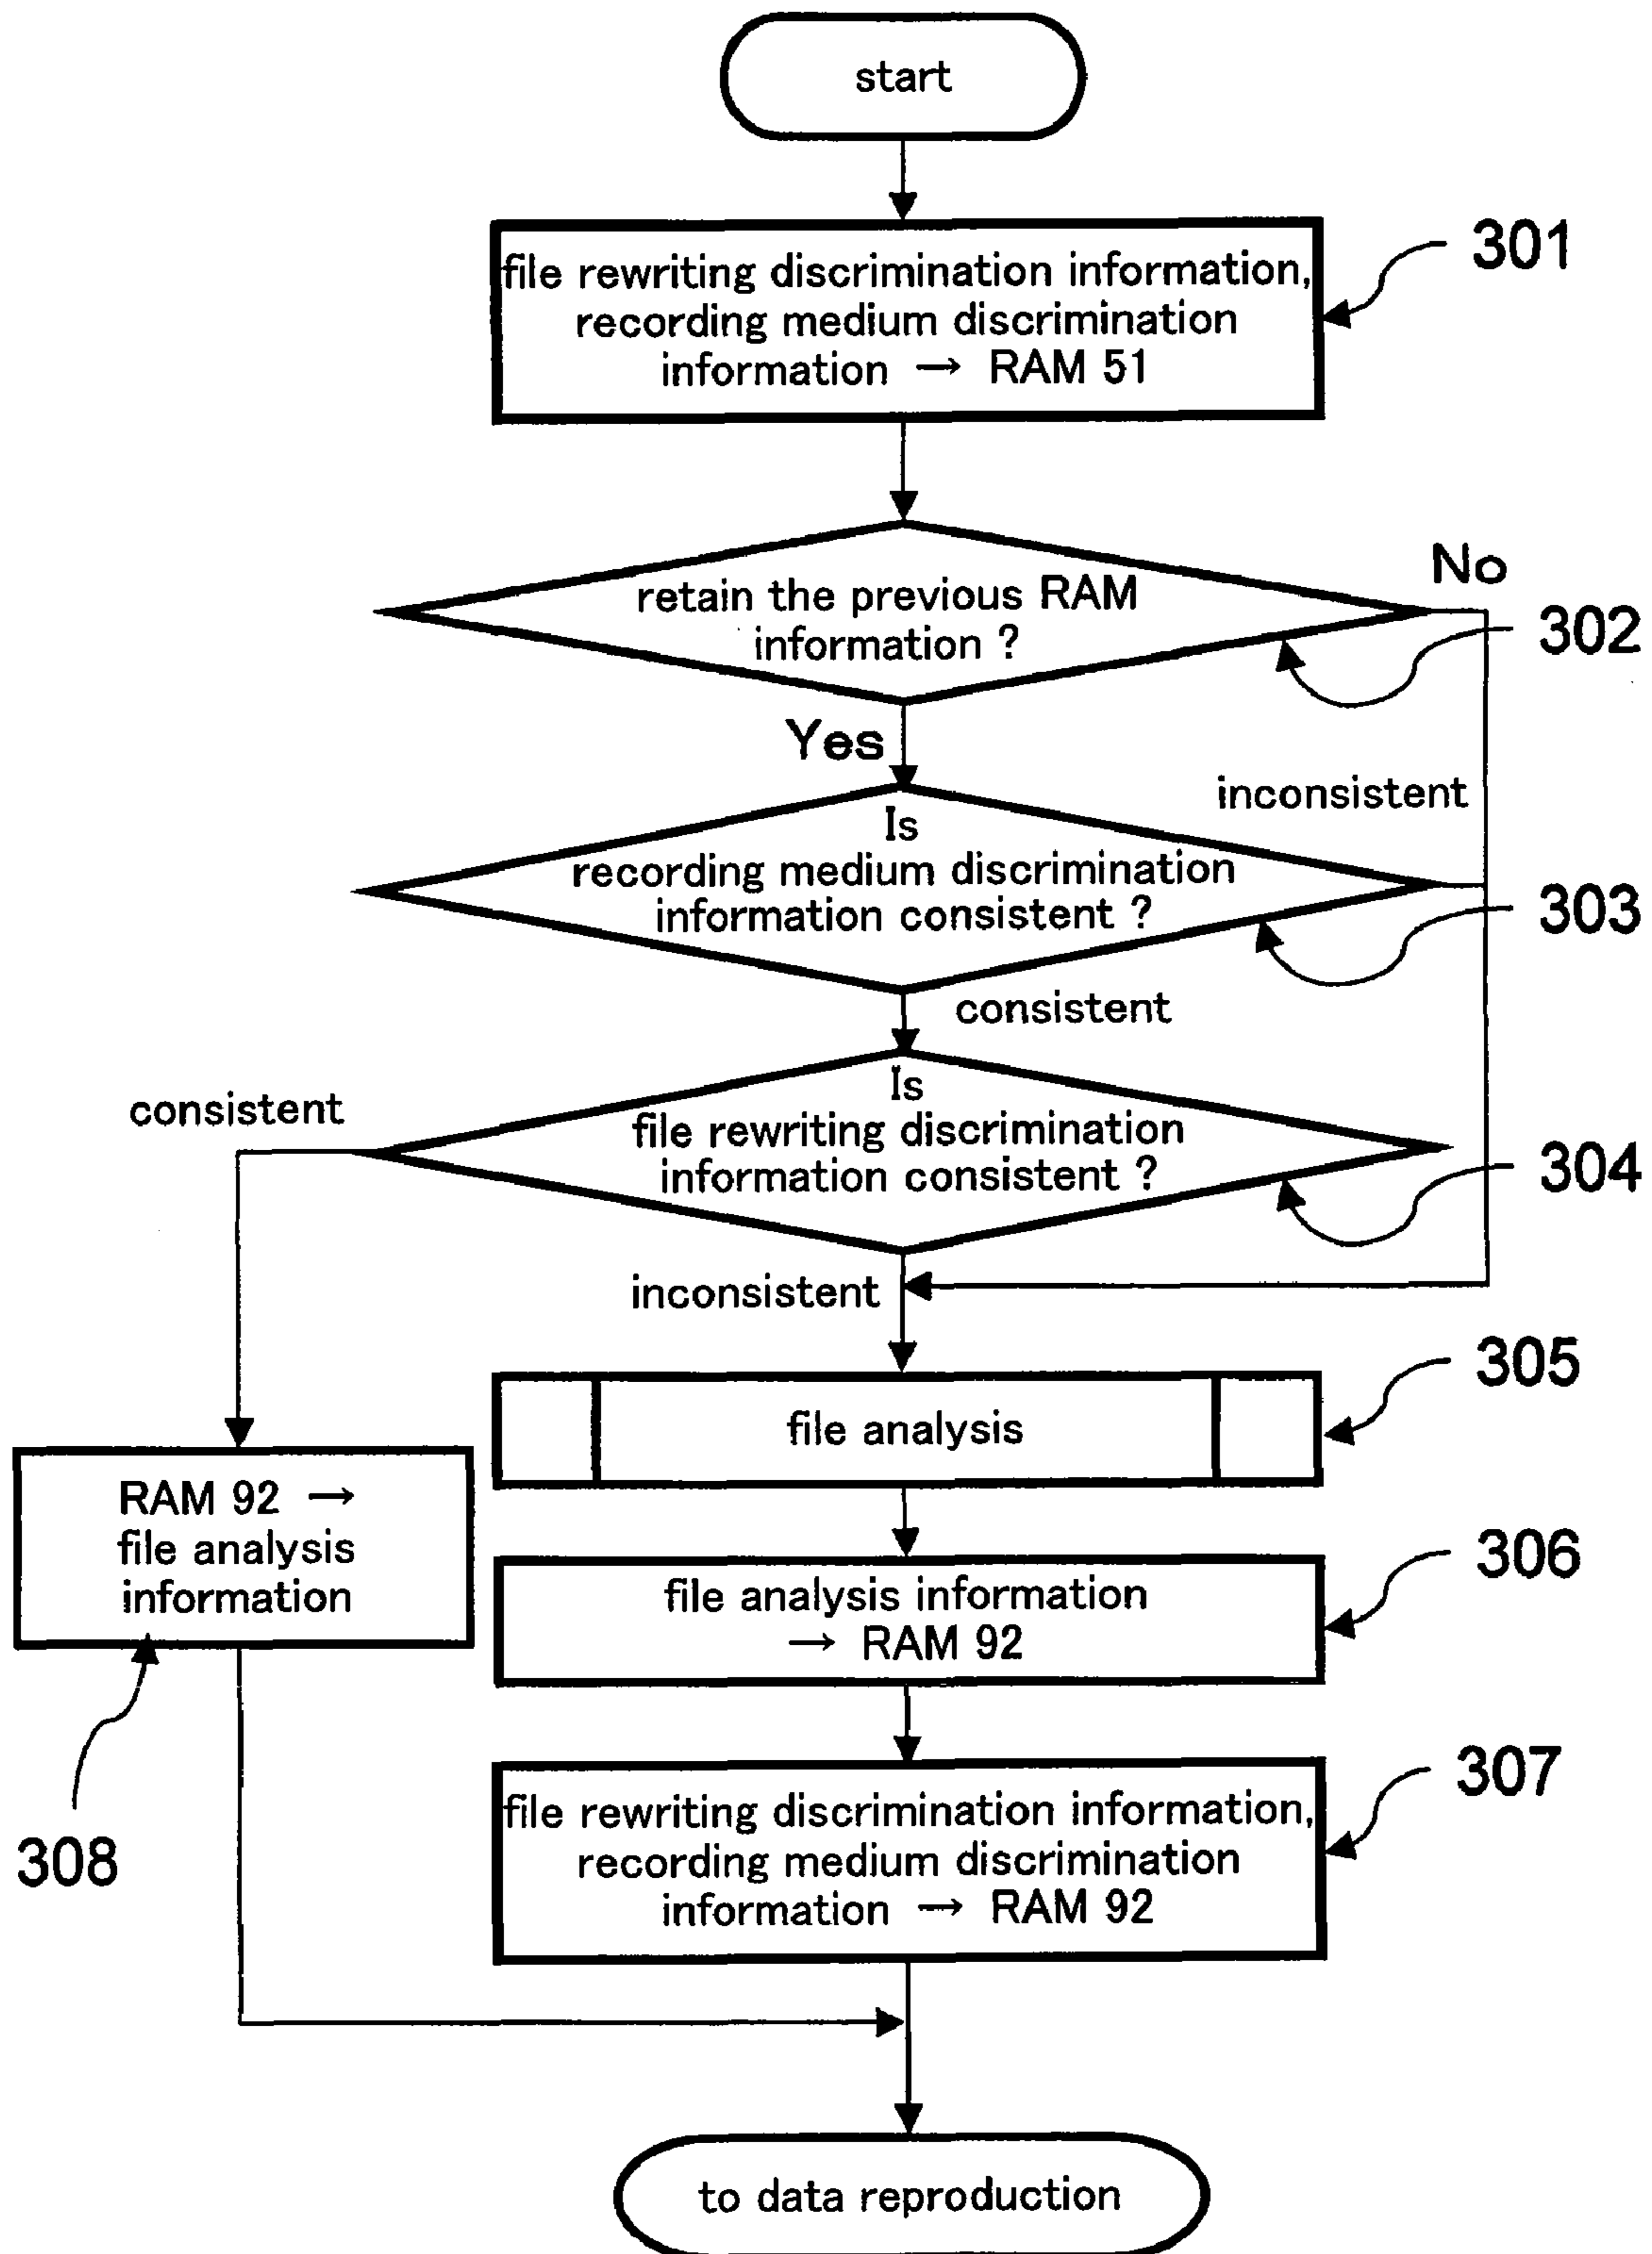 start
file rewriting discrimination information,
recording medium discrimination
information → RAM 51
301
retain the previous RAM
information ?
No
302
Yes
inconsistent
Is
recording medium discrimination
information consistent ?
303
consistent
Is
file rewriting discrimination
information consistent ?
consistent
304
inconsistent
file analysis
305
RAM 92 →
file analysis
information
308
file analysis information
→ RAM 92
306
file rewriting discrimination information,
recording medium discrimination
information → RAM 92
307
to data reproduction